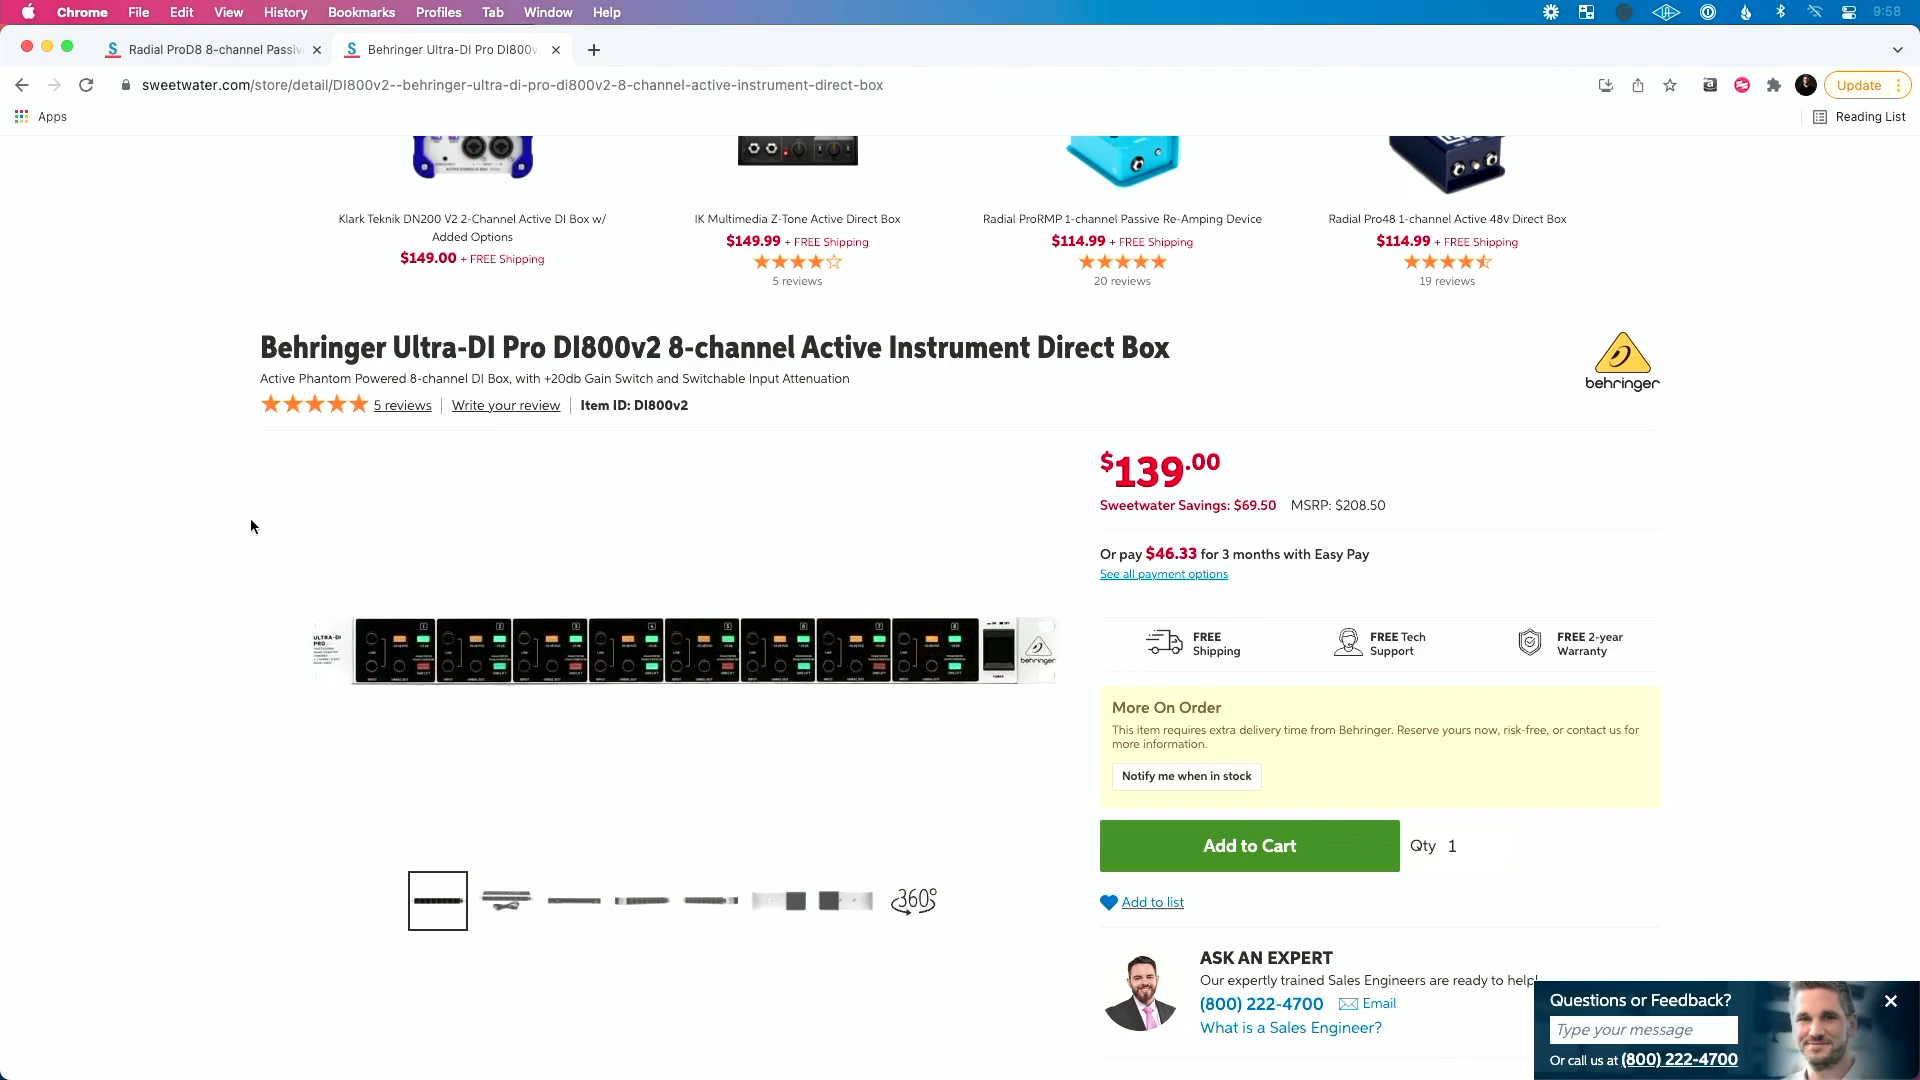 Chrome File Edit View History Bookmarks Profiles Tab Window Help 9:58
Radial ProD8 8-channel Passiv
Behringer Ultra-DI Pro DI800v
sweetwater.com/store/detail/DI800v2--behringer-ultra-di-pro-di800v2-8-channel-active-instrument-direct-box
Update
Apps
Reading List
Klark Teknik DN200 V2 2-Channel Active DI Box w/
Added Options
$149.00 + FREE Shipping
IK Multimedia Z-Tone Active Direct Box
$149.99 + FREE Shipping
5 reviews
Radial ProRMP 1-channel Passive Re-Amping Device
$114.99 + FREE Shipping
20 reviews
Radial Pro48 1-channel Active 48v Direct Box
$114.99 + FREE Shipping
19 reviews
Behringer Ultra-DI Pro DI800v2 8-channel Active Instrument Direct Box
Active Phantom Powered 8-channel DI Box, with +20db Gain Switch and Switchable Input Attenuation
5 reviews Write your review Item ID: DI800v2
behringer
$139.00
Sweetwater Savings: $69.50 MSRP: $208.50
Or pay $46.33 for 3 months with Easy Pay
See all payment options
ULTRA-DI
PRO
behringer
FREE
Shipping
FREE Tech
Support
FREE 2-year
Warranty
More On Order
This item requires extra delivery time from Behringer. Reserve yours now, risk-free, or contact us for
more information.
Notify me when in stock
Add to Cart
Qty 1
360°
Add to list
ASK AN EXPERT
Our expertly trained Sales Engineers are ready to help!
(800) 222-4700 Email
What is a Sales Engineer?
Questions or Feedback?
Type your message
Or call us at (800) 222-4700